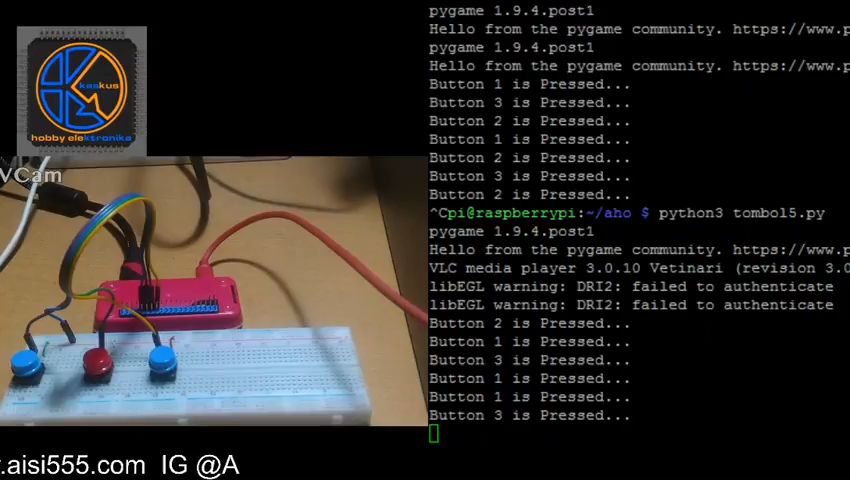 kaskus
hobby elektronika
VCam
pygame 1.9.4.post1
Hello from the pygame community. https://www.p
pygame 1.9.4.post1
Hello from the pygame community. https://www.p
Button 1 is Pressed...
Button 3 is Pressed...
Button 2 is Pressed...
Button 1 is Pressed...
Button 2 is Pressed...
Button 3 is Pressed...
Button 2 is Pressed...
^Cpi@raspberrypi:~/aho $ python3 tombol5.py
pygame 1.9.4.post1
Hello from the pygame community. https://www.p
VLC media player 3.0.10 Vetinari (revision 3.0
libEGL warning: DRI2: failed to authenticate
libEGL warning: DRI2: failed to authenticate
Button 2 is Pressed...
Button 1 is Pressed...
Button 3 is Pressed...
Button 1 is Pressed...
Button 1 is Pressed...
Button 3 is Pressed...
.aisi555.com IG @A